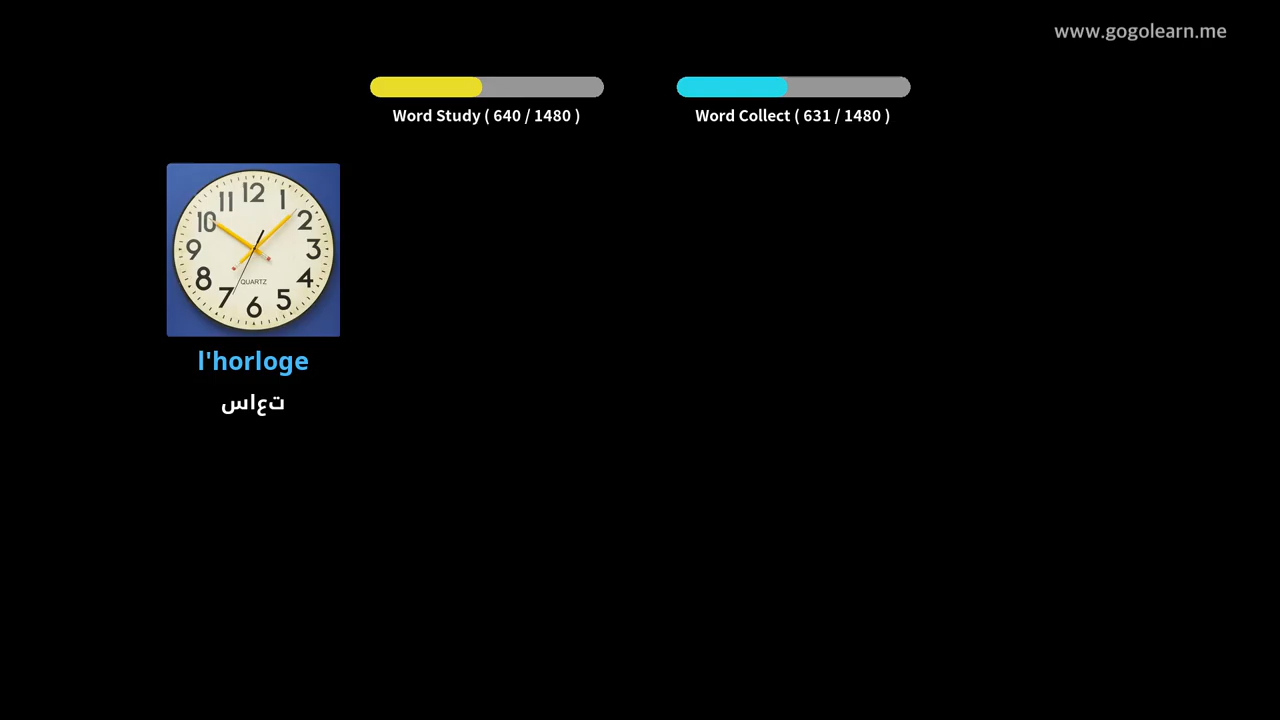 www.gogolearn.me
Word Study ( 640 / 1480 )
Word Collect ( 631 / 1480 )
12
11
1
10
2
9
3
8
4
QUARTZ
7
5
6
l'horloge
تعاس